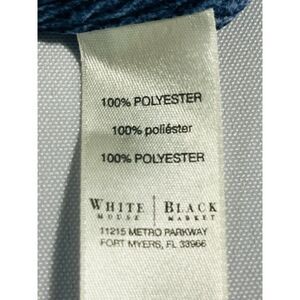 100% POLYESTER
100% poliéster
100% POLYESTER
WHITE | BLACK
HOUSE | MARKET
11215 METRO PARKWAY
FORT MYERS, FL 33966